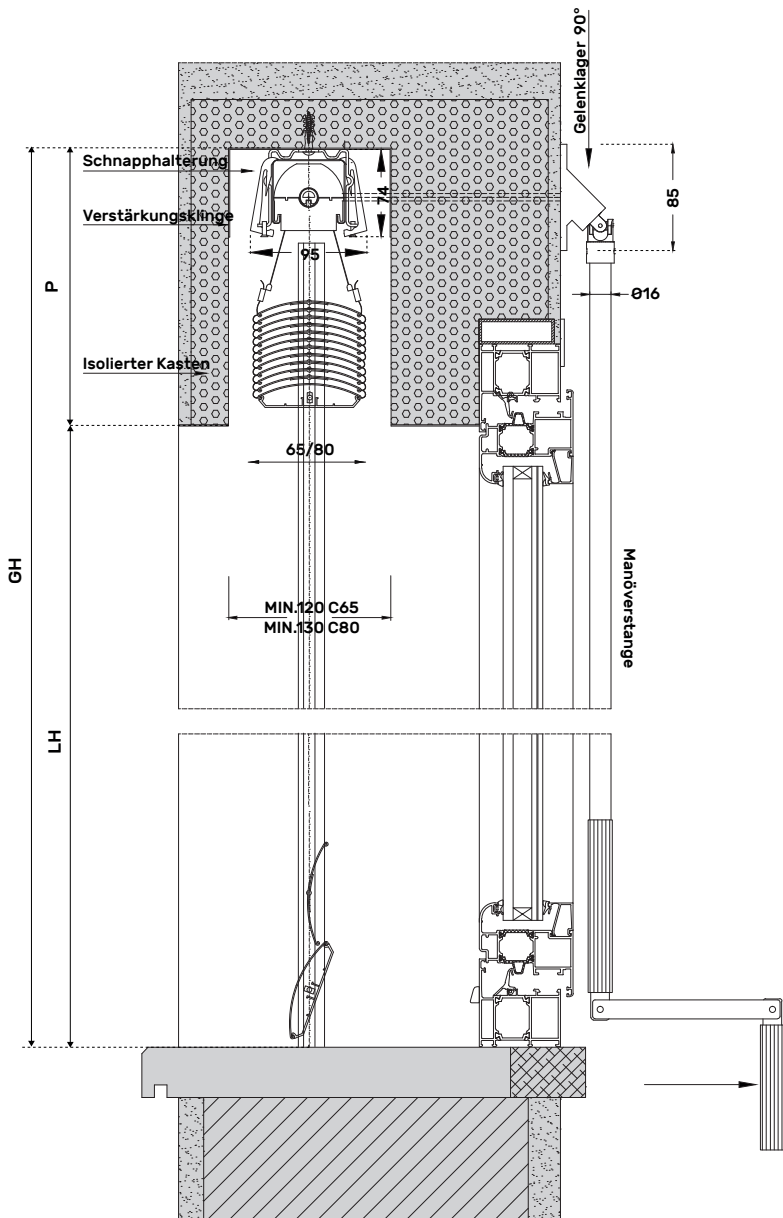 Gelenklager 90°
Schnapphalterung
74
85
Verstärkungsklinge
95
P
Ø16
Isolierter Kasten
65/80
GH
Manöverstange
MIN.120 C65
MIN.130 C80
LH